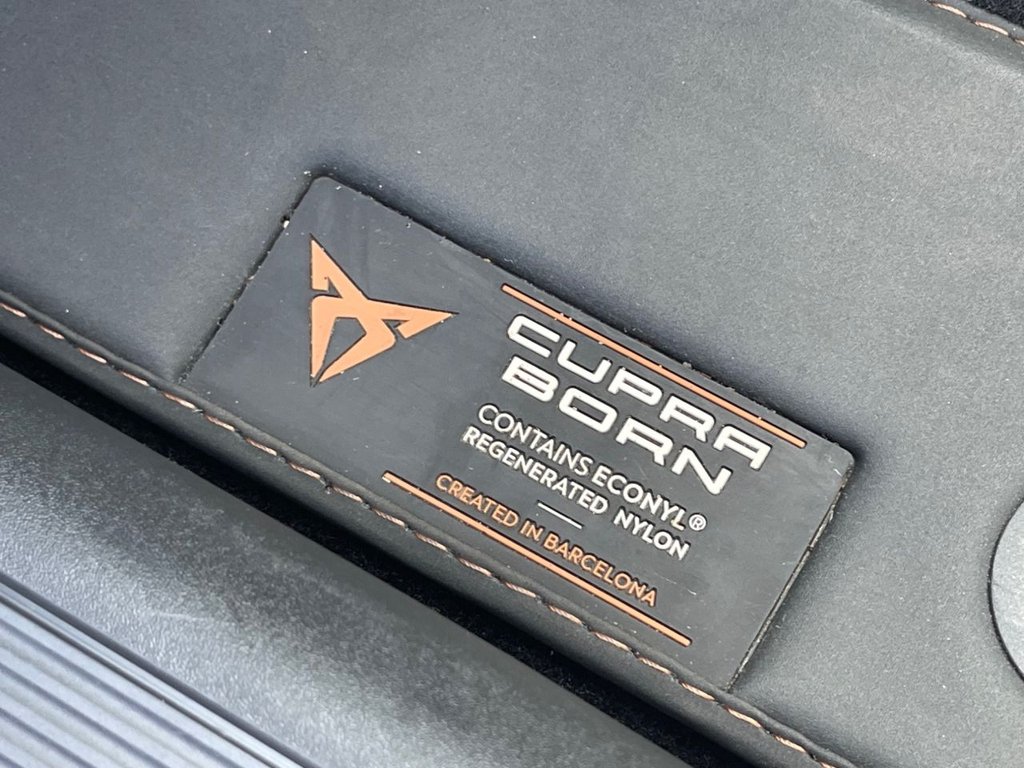 CUPRA
BORN
CONTAINS ECONYL®
REGENERATED NYLON
CREATED IN BARCELONA